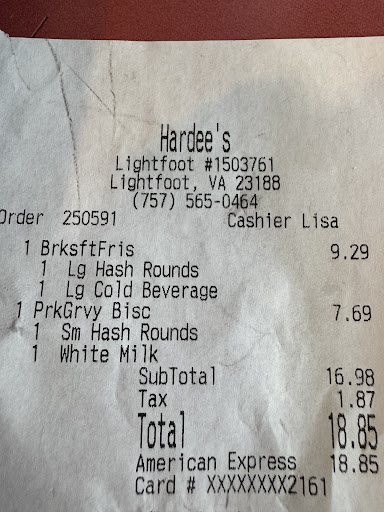 Hardee's
Lightfoot #1503761
Lightfoot, VA 23188
(757) 565-0464
Order 250591 Cashier Lisa
1 BrksftFris 9.29
1 Lg Hash Rounds
1 Lg Cold Beverage
1 PrkGrvy Bisc 7.69
1 Sm Hash Rounds
1 White Milk
SubTotal 16.98
Tax 1.87
Total 18.85
American Express 18.85
Card # XXXXXXXX2161